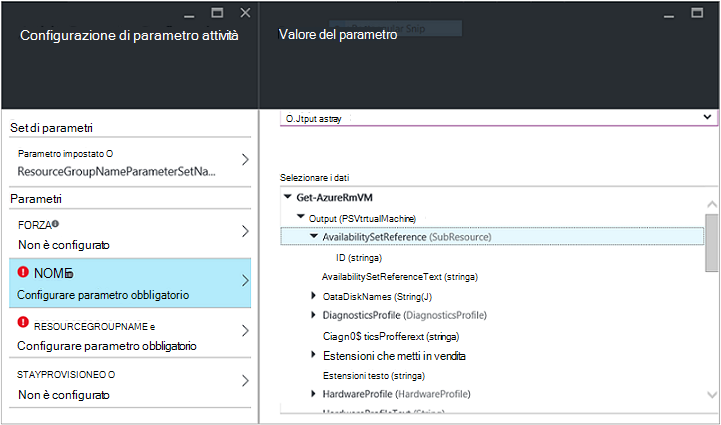 Configurazione di parametro attività
Set di parametri
Parametro impostato O
ResourceGroupNameParameterSetNa...
Parametri
FORZA
Non è configurato
NOME
Configurare parametro obbligatorio
RESOURCEGROUPNAME e
Configurare parametro obbligatorio
STAYPROVISIONEO O
Non è configurato
Valore del parametro
O.Jtput astray
Selezionare i dati
Get-AzureRmVM
Output (PSVtrtualMachine)
AvailabilitySetReference (SubResource)
ID (stringa)
AvailabilitySetReferenceText (stringa)
OataDiskNames (String(J)
DiagnosticsProfile (DiagnosticsProfile)
Ciagn0$ ticsProfferext (stringa)
Estensioni che metti in vendita
Estensioni testo (stringa)
HardwareProfile (HardwareProfile)
HardwareProfileText (String)